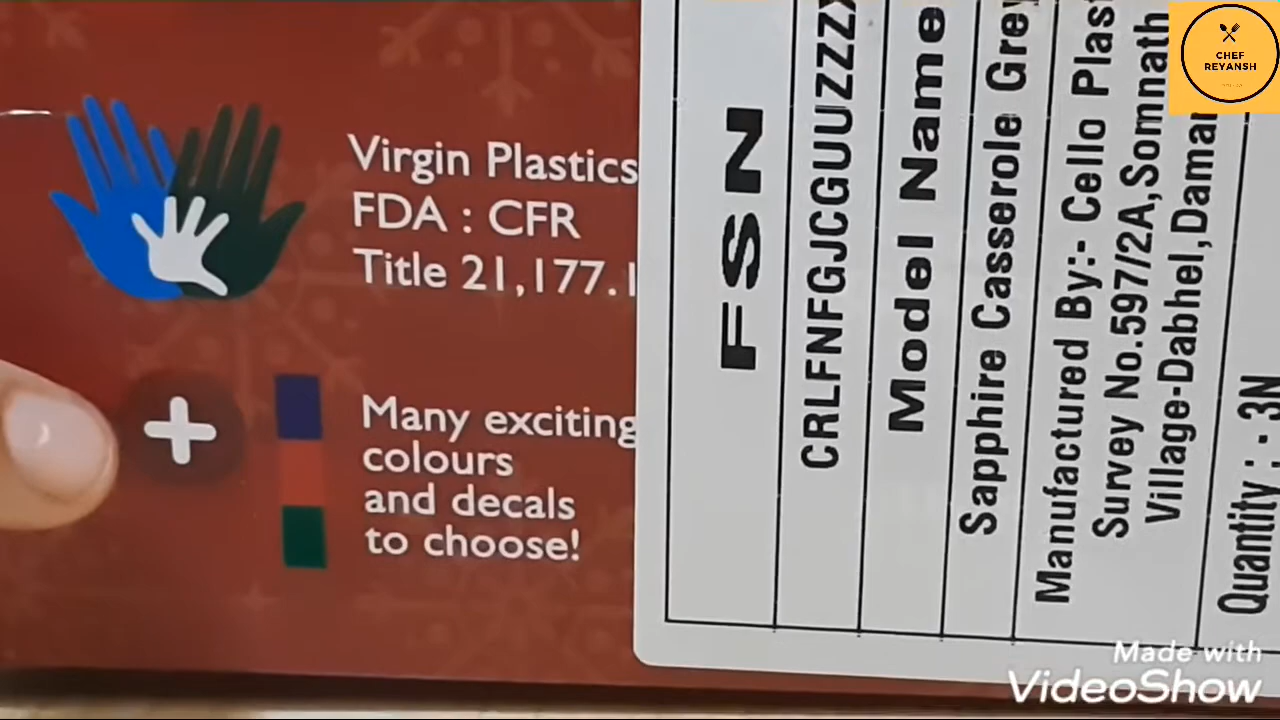 Virgin Plastics
FDA : CFR
Title 21,177.1
Many exciting
colours
and decals
to choose!
FSN
CRLFNFGJCGUUZZZX
Model Name
Sapphire Casserole Grey
Manufactured By:- Cello Plast
Survey No.597/2A,Somnath
Village-Dabhel,Daman
Quantity : - 3N
CHEF
REYANSH
Made with
VideoShow